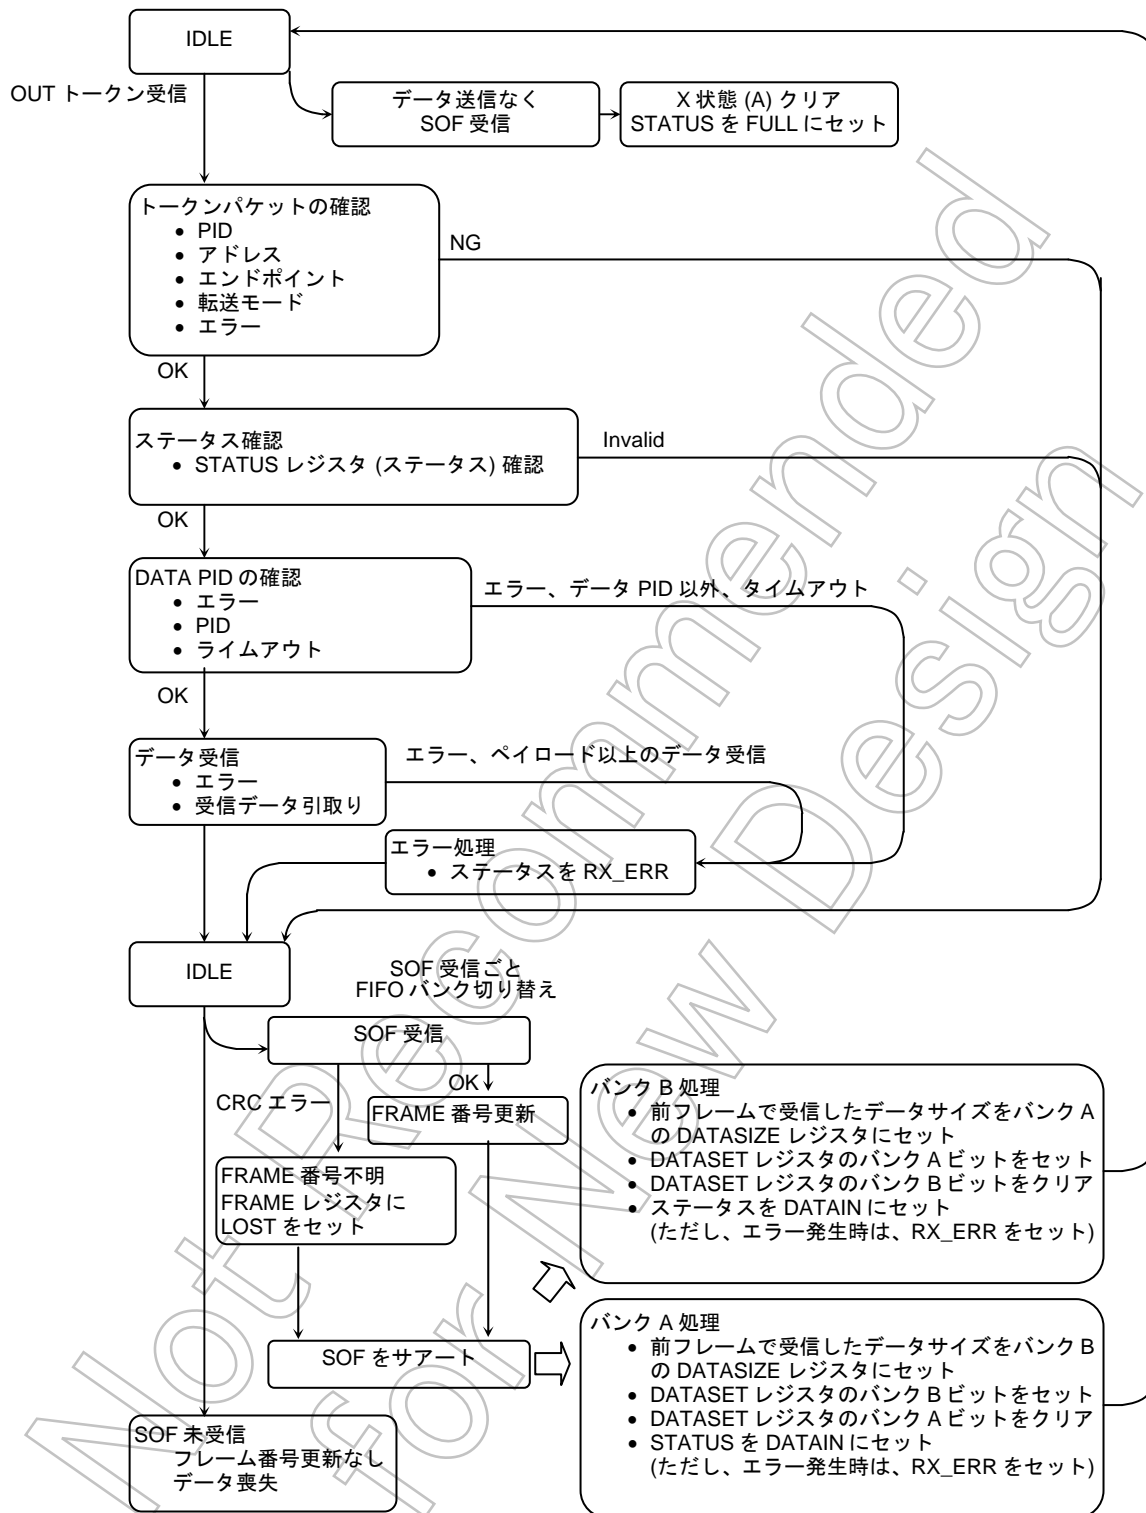 IDLE
OUT トークン受信
データ送信なく
SOF 受信
X 状態 (A) クリア
STATUS を FULL にセット
トークンパケットの確認
• PID
• アドレス
• エンドポイント
• 転送モード
• エラー
NG
OK
ステータス確認
• STATUS レジスタ (ステータス) 確認
Invalid
OK
DATA PID の確認
• エラー
• PID
• ライムアウト
エラー、データ PID 以外、タイムアウト
OK
データ受信
• エラー
• 受信データ引取り
エラー、ペイロード以上のデータ受信
エラー処理
• ステータスを RX_ERR
IDLE
SOF 受信ごと
FIFO バンク切り替え
SOF 受信
CRC エラー
OK
FRAME 番号更新
FRAME 番号不明
FRAME レジスタに
LOST をセット
SOF をサアート
SOF 未受信
フレーム番号更新なし
データ喪失
バンク B 処理
• 前フレームで受信したデータサイズをバンク A
の DATASIZE レジスタにセット
• DATASET レジスタのバンク A ビットをセット
• DATASET レジスタのバンク B ビットをクリア
• ステータスを DATAIN にセット
(ただし、エラー発生時は、RX_ERR をセット)
バンク A 処理
• 前フレームで受信したデータサイズをバンク B
の DATASIZE レジスタにセット
• DATASET レジスタのバンク B ビットをセット
• DATASET レジスタのバンク A ビットをクリア
• STATUS を DATAIN にセット
(ただし、エラー発生時は、RX_ERR をセット)
Not Recommended
for New Design